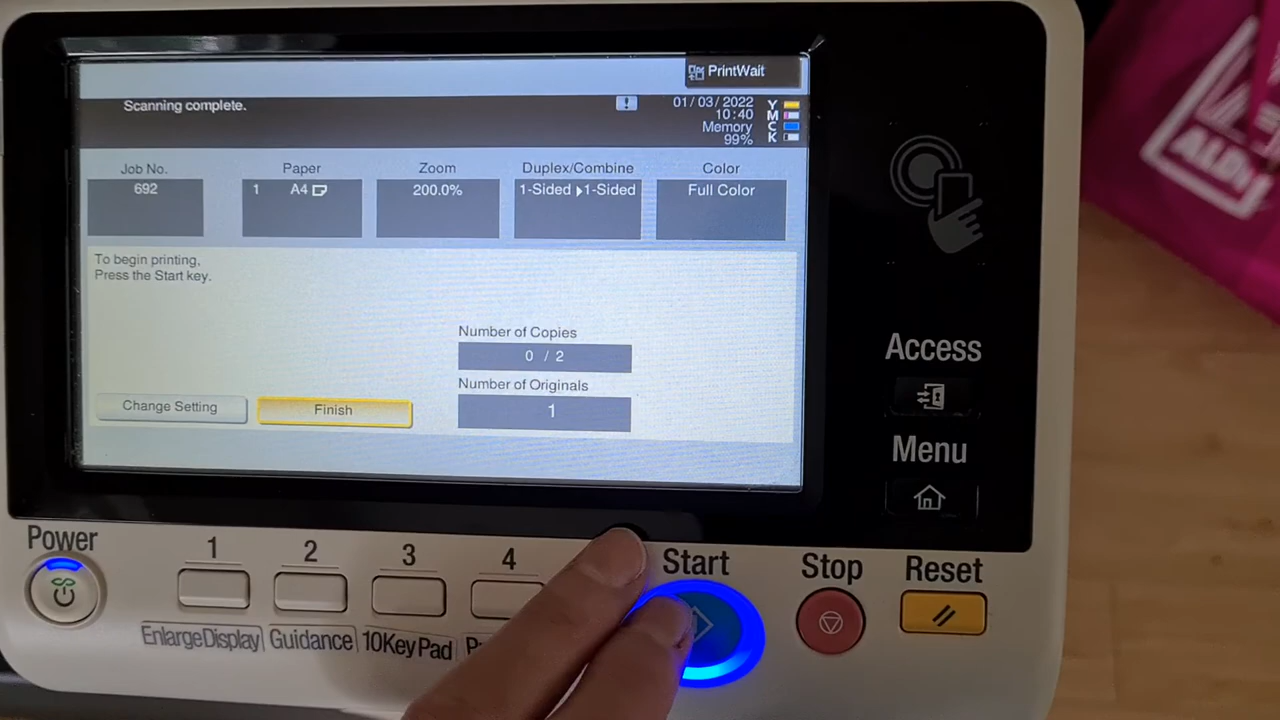 PrintWait
Scanning complete.
01/03/2022
10:40
Memory
99%
Y
M
C
K
Job No. Paper Zoom Duplex/Combine Color
692 1 A4 200.0% 1-Sided 1-Sided Full Color
To begin printing,
Press the Start key.
Number of Copies
0 / 2
Number of Originals
1
Change Setting Finish
Access
Menu
Power 1 2 3 4 Start Stop Reset
EnlargeDisplay Guidance 10KeyPad
ALDI